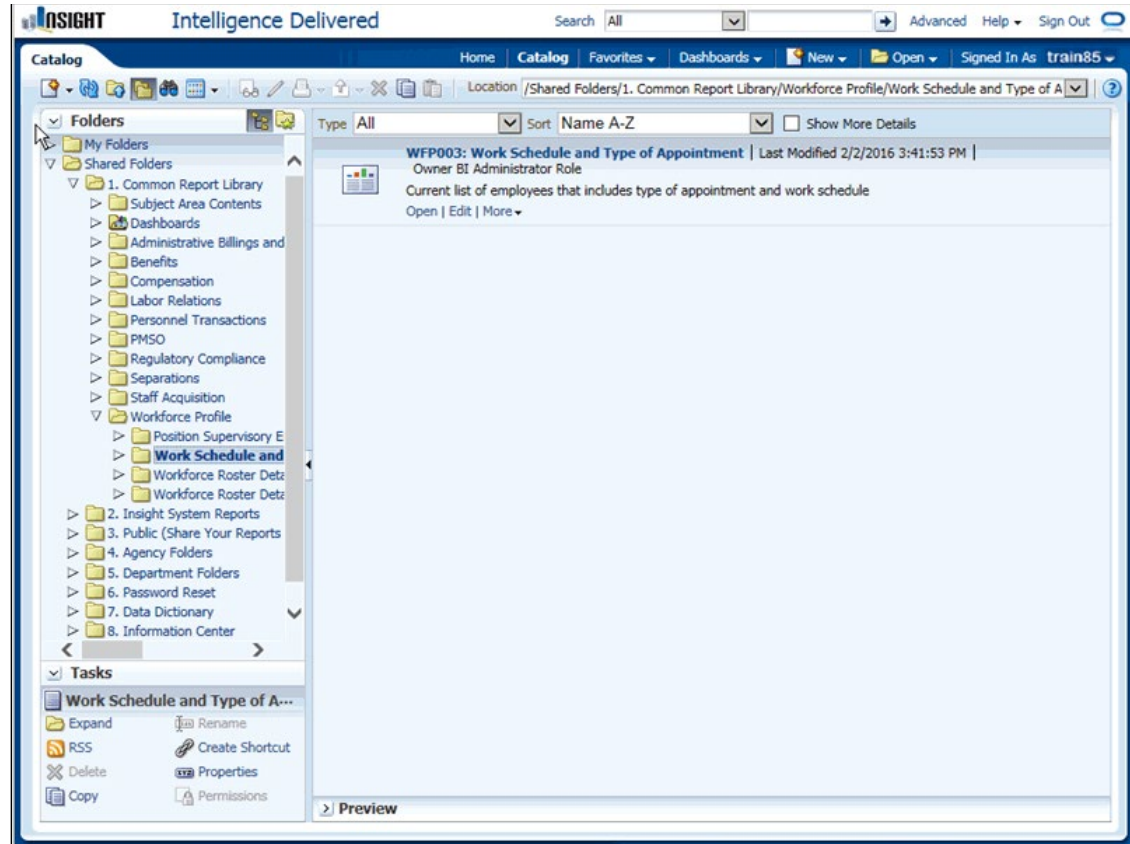 INSIGHT Intelligence Delivered Search All Advanced Help Sign Out
Catalog Home Catalog Favorites Dashboards New Open Signed In As train85
Location /Shared Folders/1. Common Report Library/Workforce Profile/Work Schedule and Type of A
Folders
My Folders
Shared Folders
1. Common Report Library
Subject Area Contents
Dashboards
Administrative Billings and
Benefits
Compensation
Labor Relations
Personnel Transactions
PMSO
Regulatory Compliance
Separations
Staff Acquisition
Workforce Profile
Position Supervisory E
Work Schedule and
Workforce Roster Deta
Workforce Roster Deta
2. Insight System Reports
3. Public (Share Your Reports
4. Agency Folders
5. Department Folders
6. Password Reset
7. Data Dictionary
8. Information Center
Tasks
Work Schedule and Type of A...
Expand Rename
RSS Create Shortcut
Delete XYZ Properties
Copy Permissions
Type All Sort Name A-Z Show More Details
WFP003: Work Schedule and Type of Appointment | Last Modified 2/2/2016 3:41:53 PM |
Owner BI Administrator Role
Current list of employees that includes type of appointment and work schedule
Open | Edit | More
Preview